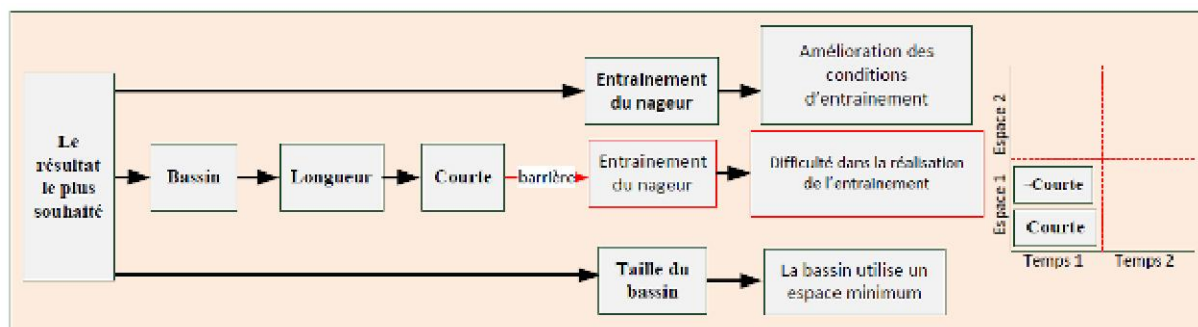 Le
résultat
le plus
souhaité
Entrainement
du nageur
Amélioration des
conditions
d'entrainement
Bassin
Longueur
Courte
barrière
Entrainement
du nageur
Difficulté dans la réalisation
de l'entrainement
Taille du
bassin
La bassin utilise un
espace minimum
Espace 2
Espace 1
¬Courte
Courte
Temps 1
Temps 2